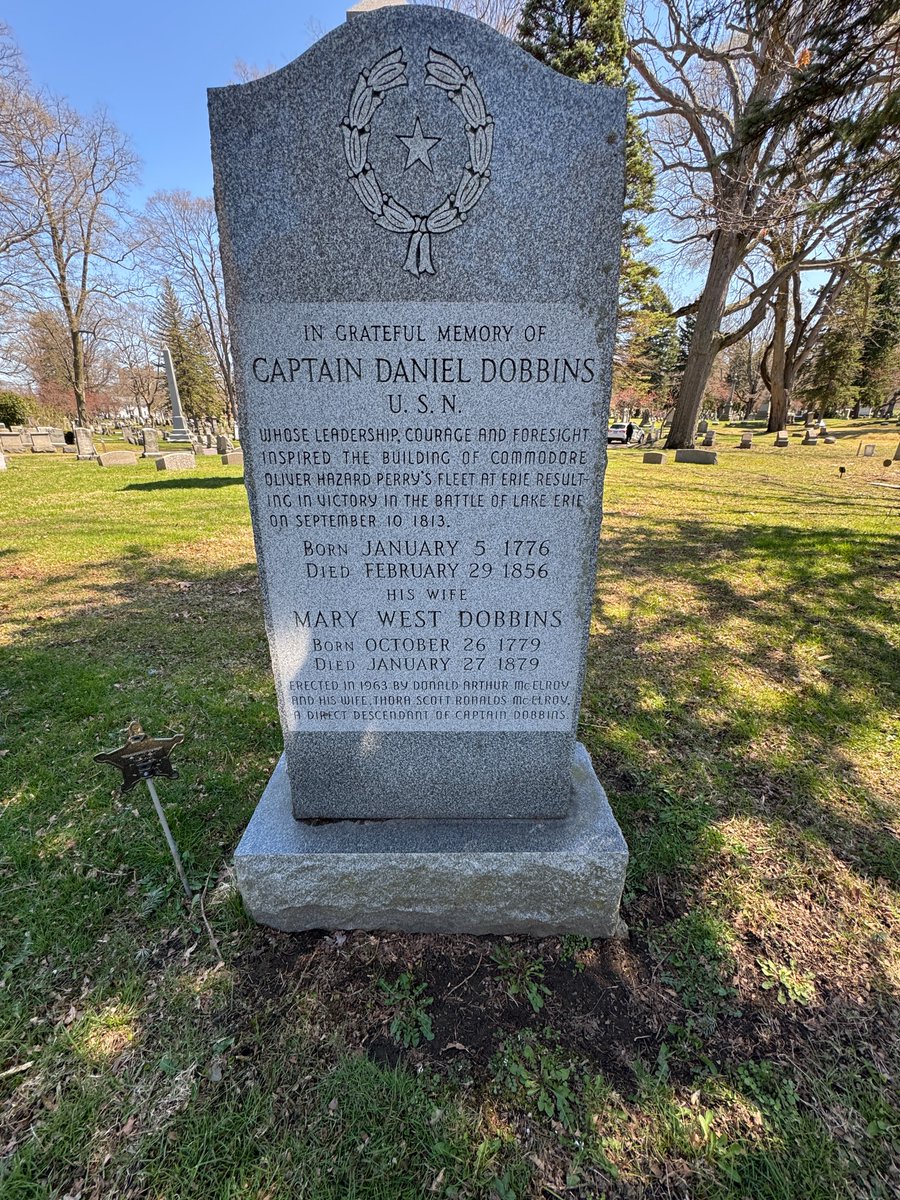 IN GRATEFUL MEMORY OF
CAPTAIN DANIEL DOBBINS
U. S. N.
WHOSE LEADERSHIP, COURAGE AND FORESIGHT
INSPIRED THE BUILDING OF COMMODORE
OLIVER HAZARD PERRY'S FLEET AT ERIE RESULT-
ING IN VICTORY IN THE BATTLE OF LAKE ERIE
ON SEPTEMBER 10 1813.
BORN JANUARY 5 1776
DIED FEBRUARY 29 1856
HIS WIFE
MARY WEST DOBBINS
BORN OCTOBER 26 1779
DIED JANUARY 27 1879
ERECTED IN 1963 BY DONALD ARTHUR McELROY
AND HIS WIFE, THORA SCOTT RONALDS McELROY,
A DIRECT DESCENDANT OF CAPTAIN DOBBINS